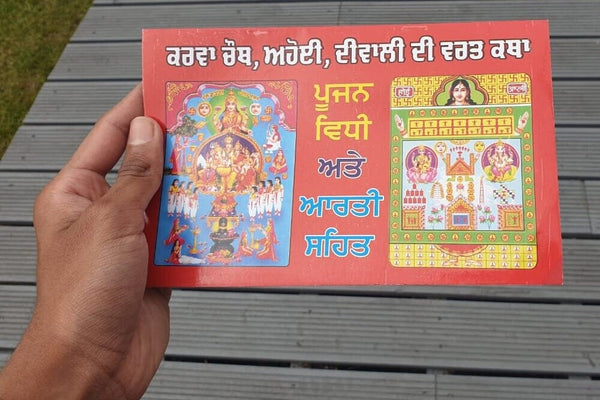 ਕਰਵਾ ਚੌਥ, ਅਹੋਈ, ਦੀਵਾਲੀ ਦੀ ਵਰਤ ਕਥਾ
ਪੂਜਨ
ਵਿਧੀ
ਅਤੇ
ਆਰਤੀ
ਸਹਿਤ